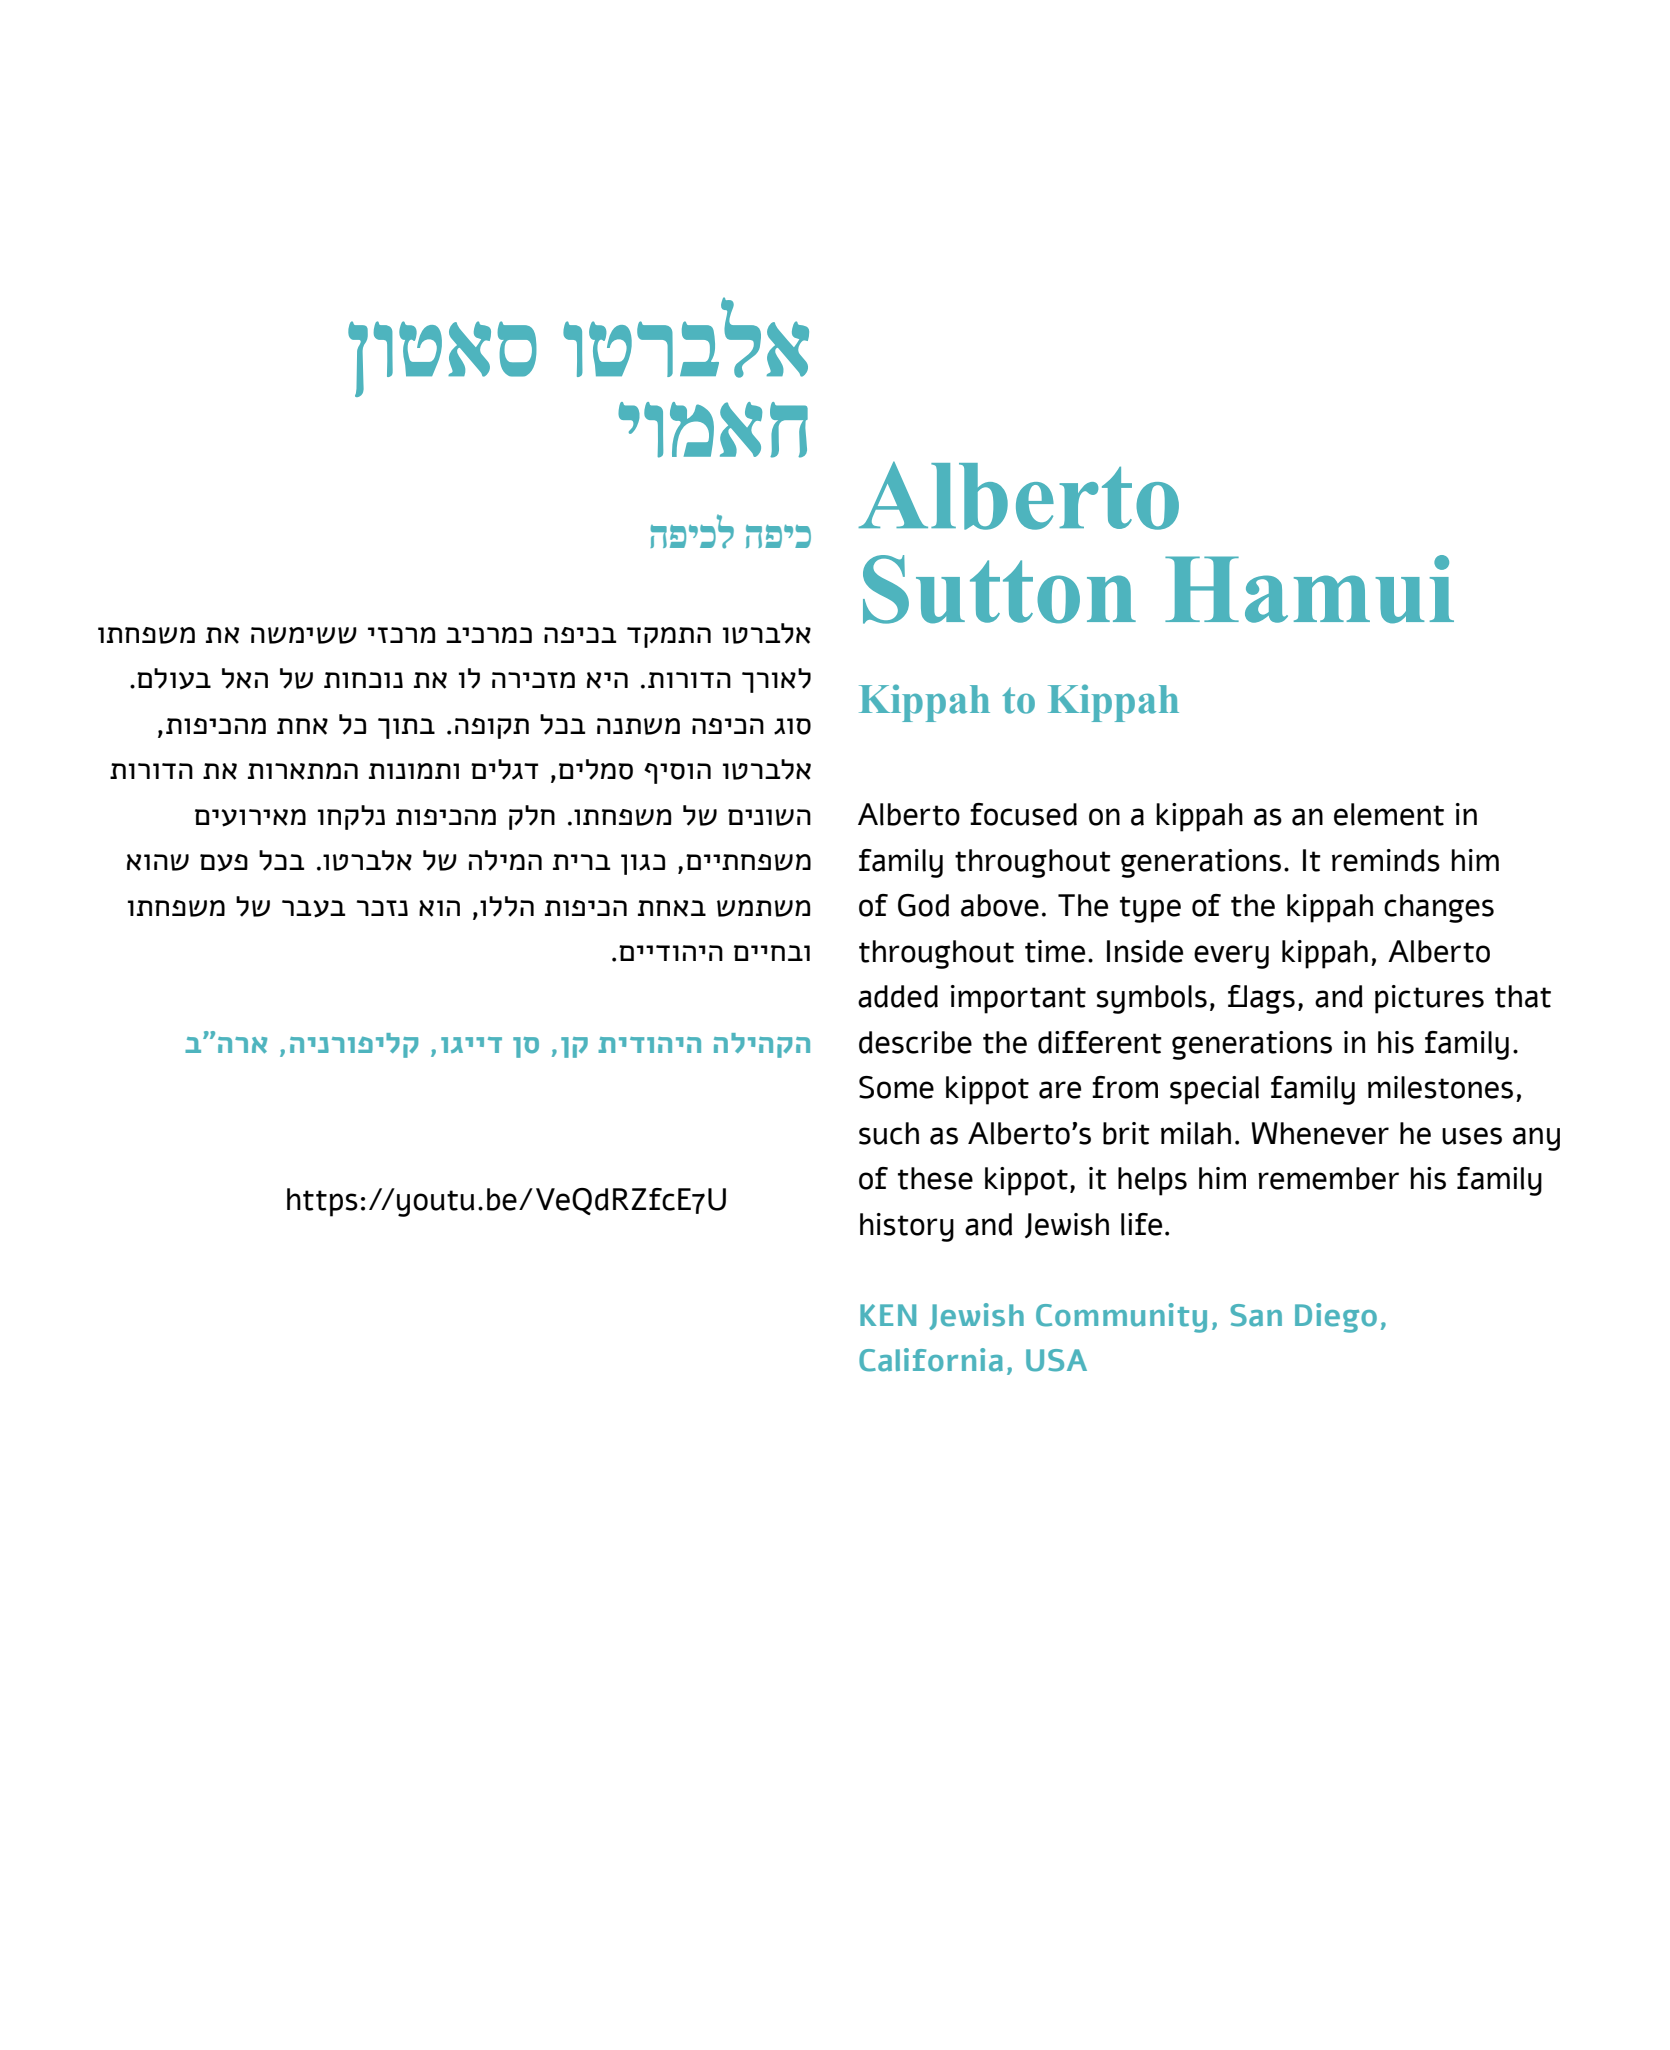 אלברטו סאטון
חאמוי
כיפה לכיפה
אלברטו התמקד בכיפה כמרכיב מרכזי ששימשה את משפחתו
לאורך הדורות. היא מזכירה לו את נוכחות של האל בעולם.
סוג הכיפה משתנה בכל תקופה. בתוך כל אחת מהכיפות,
אלברטו הוסיף סמלים, דגלים ותמונות המתארות את הדורות
השונים של משפחתו. חלק מהכיפות נלקחו מאירועים
משפחתיים, כגון ברית המילה של אלברטו. בכל פעם שהוא
משתמש באחת הכיפות הללו, הוא נזכר בעבר של משפחתו
ובחיים היהודיים.
הקהילה היהודית קן, סן דייגו, קליפורניה, ארה”ב
https://youtu.be/VeQdRZfcE7U
Alberto
Sutton Hamui
Kippah to Kippah
Alberto focused on a kippah as an element in
family throughout generations. It reminds him
of God above. The type of the kippah changes
throughout time. Inside every kippah, Alberto
added important symbols, flags, and pictures that
describe the different generations in his family.
Some kippot are from special family milestones,
such as Alberto’s brit milah. Whenever he uses any
of these kippot, it helps him remember his family
history and Jewish life.
KEN Jewish Community, San Diego,
California, USA